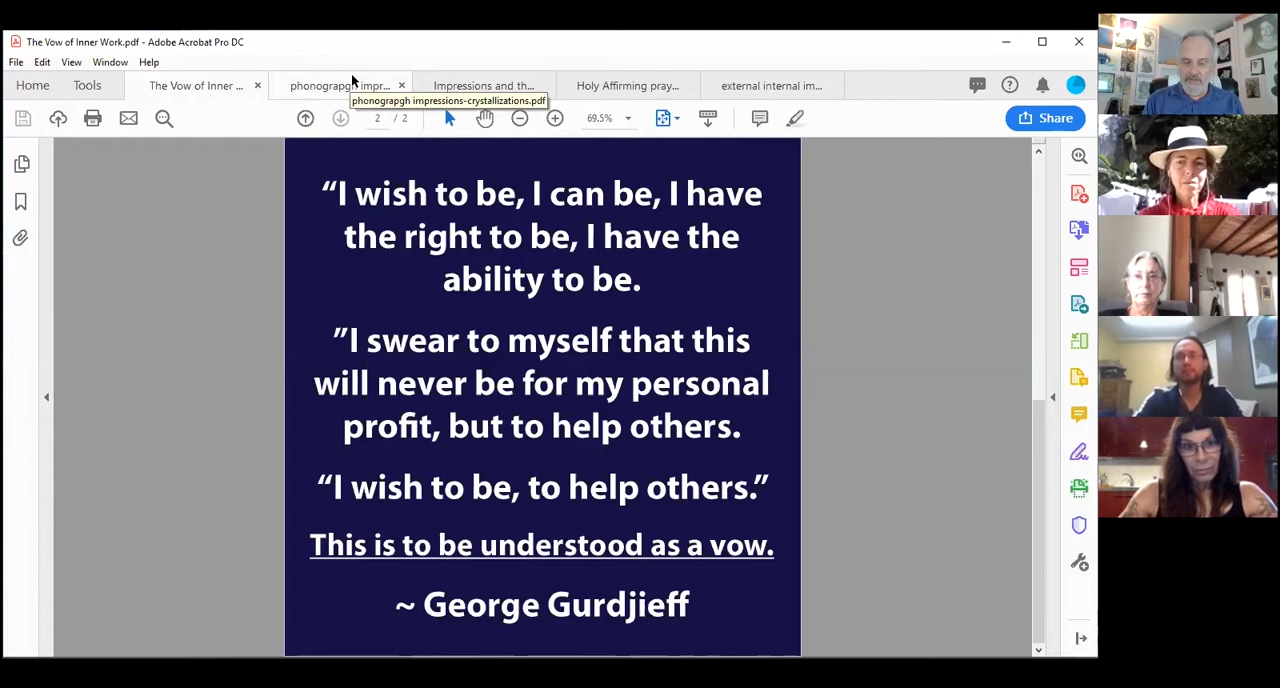 The Vow of Inner Work.pdf - Adobe Acrobat Pro DC
File Edit View Window Help
Home Tools The Vow of Inner ... phonograpgh impr... Impressions and th... Holy Affirming pray... external internal im...
phonograpgh impressions-crystallizations.pdf
2 / 2 69.5% Share
“I wish to be, I can be, I have
the right to be, I have the
ability to be.
”I swear to myself that this
will never be for my personal
profit, but to help others.
“I wish to be, to help others.”
This is to be understood as a vow.
~ George Gurdjieff